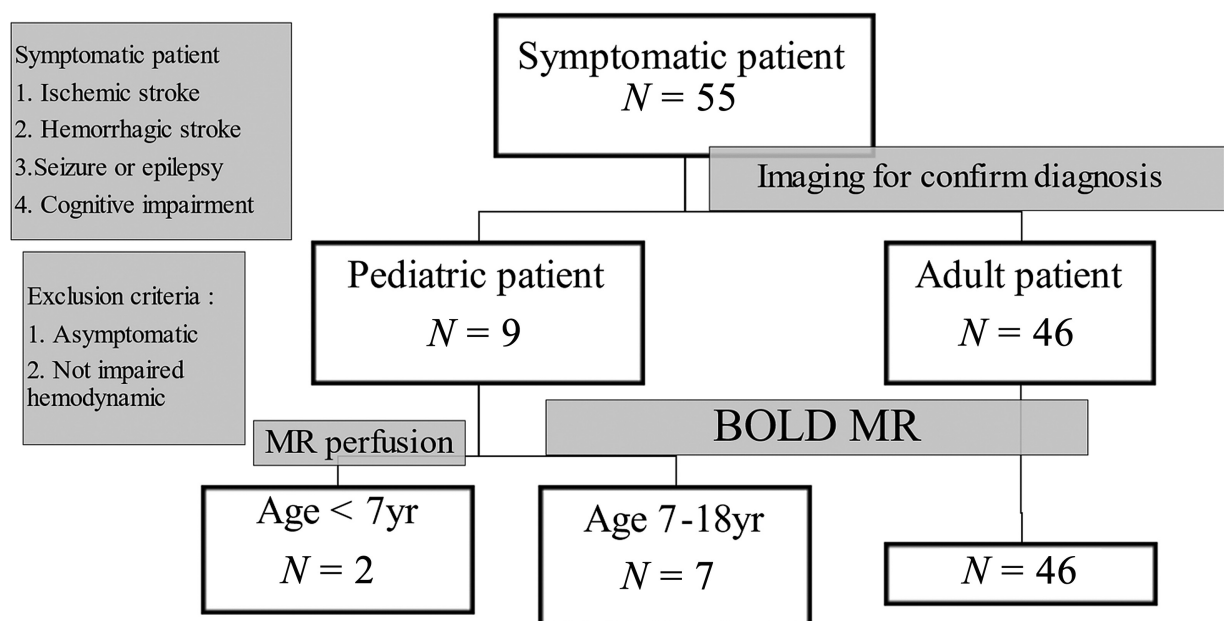 Symptomatic patient
1. Ischemic stroke
2. Hemorrhagic stroke
3.Seizure or epilepsy
4. Cognitive impairment
Symptomatic patient
N = 55
Imaging for confirm diagnosis
Exclusion criteria :
1. Asymptomatic
2. Not impaired
hemodynamic
Pediatric patient
N = 9
Adult patient
N = 46
MR perfusion
BOLD MR
Age < 7yr
N = 2
Age 7-18yr
N = 7
N = 46